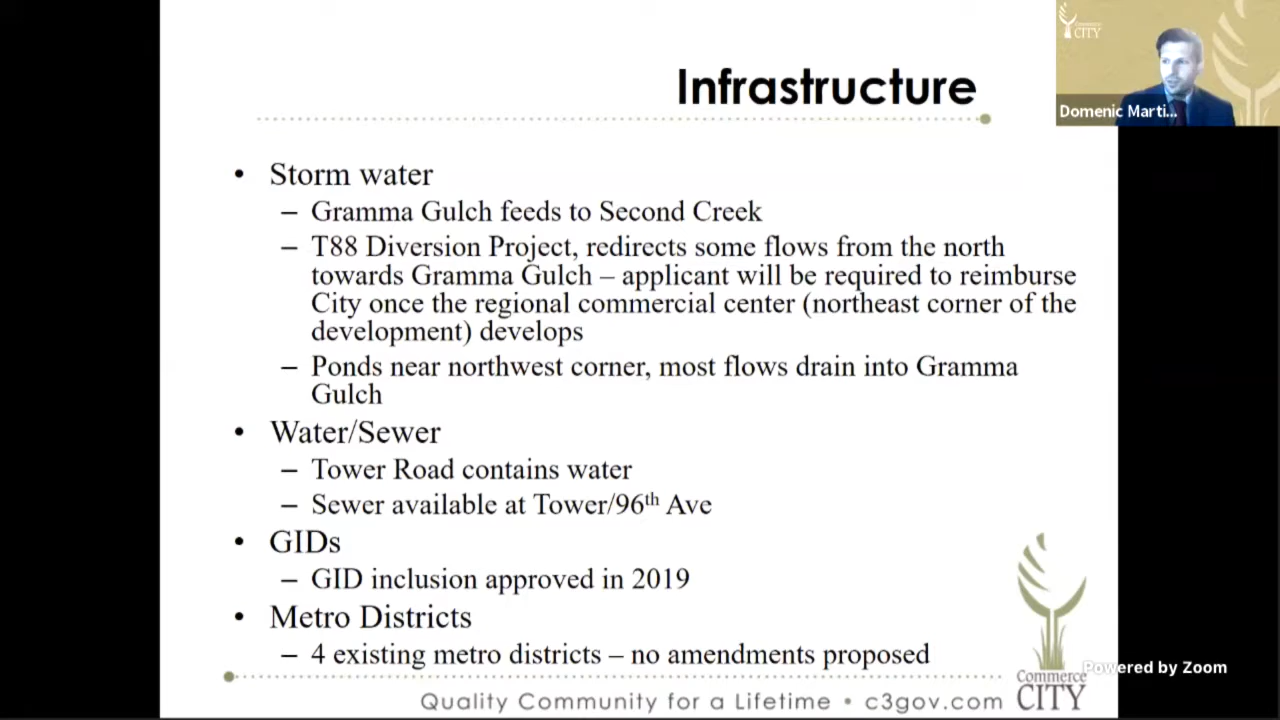 Infrastructure
Commerce
CITY
Domenic Marti...
• Storm water
– Gramma Gulch feeds to Second Creek
– T88 Diversion Project, redirects some flows from the north
towards Gramma Gulch – applicant will be required to reimburse
City once the regional commercial center (northeast corner of the
development) develops
– Ponds near northwest corner, most flows drain into Gramma
Gulch
• Water/Sewer
– Tower Road contains water
– Sewer available at Tower/96th Ave
• GIDs
– GID inclusion approved in 2019
• Metro Districts
– 4 existing metro districts – no amendments proposed
Powered by Zoom
Commerce
CITY
Quality Community for a Lifetime • c3gov.com